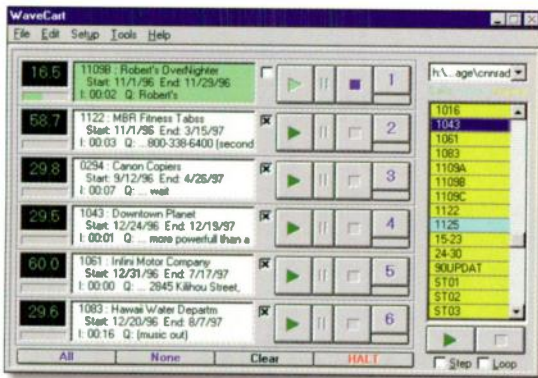 WaveCart
File Edit Setup Tools Help
16.5
1109B : Robert's OverNighter
Start: 11/1/96 End: 11/29/96
I: 00:02 Q: Robert's
1
68.7
1122 : MBR Fitness Tabss
Start: 11/1/96 End: 3/15/97
I: 00:03 Q: ... 800-338-6400 (second
2
29.8
0294 : Canon Copiers
Start: 9/12/96 End: 4/26/97
I: 00:07 Q: ... wait
3
29.5
1043 : Downtown Planet
Start: 12/24/96 End: 12/19/97
I: 00:01 Q: ... more powerfull than a
4
60.0
1061 : Infini Motor Company
Start: 12/31/96 End: 7/17/97
I: 00:00 Q: ... 2845 Kilihou Street,
5
29.6
1083 : Hawaii Water Departm
Start: 12/20/96 End: 8/7/97
I: 00:16 Q: (music out)
6
All None Clear HALT
h:\...age\cnnrad
1016
1043
1061
1083
1109A
1109B
1109C
1122
1125
15-23
24-30
90UPDAT
ST01
ST02
ST03
Step Loop